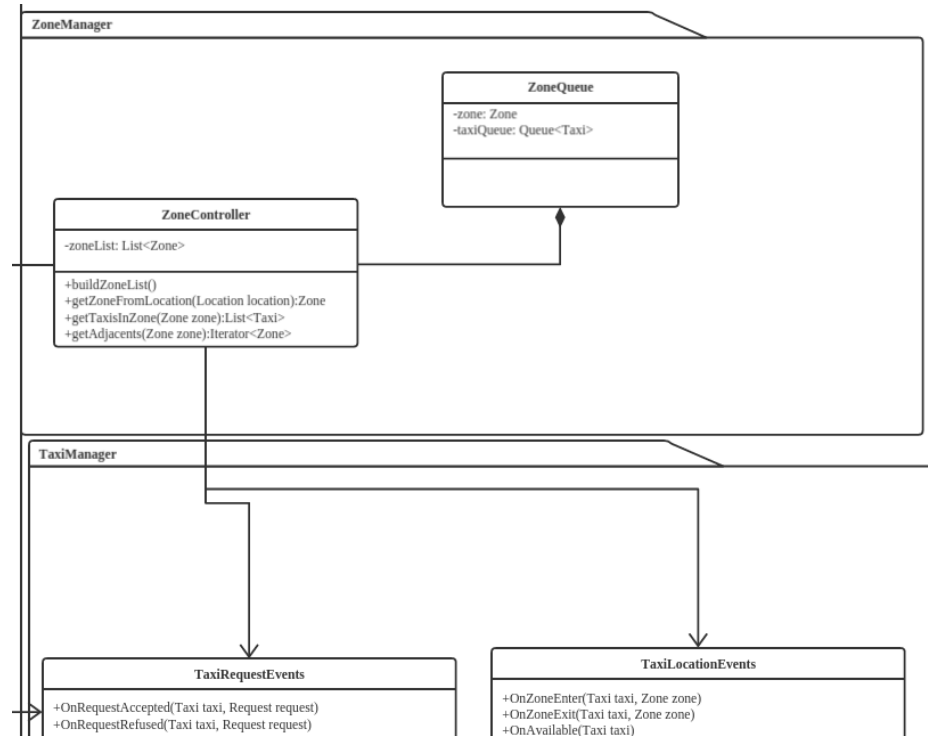 ZoneManager
ZoneQueue
-zone: Zone
-taxiQueue: Queue<Taxi>
ZoneController
-zoneList: List<Zone>
+buildZoneList()
+getZoneFromLocation(Location location):Zone
+getTaxisInZone(Zone zone):List<Taxi>
+getAdjacents(Zone zone):Iterator<Zone>
TaxiManager
TaxiRequestEvents
+OnRequestAccepted(Taxi taxi, Request request)
+OnRequestRefused(Taxi taxi, Request request)
TaxiLocationEvents
+OnZoneEnter(Taxi taxi, Zone zone)
+OnZoneExit(Taxi taxi, Zone zone)
+OnAvailable(Taxi taxi)